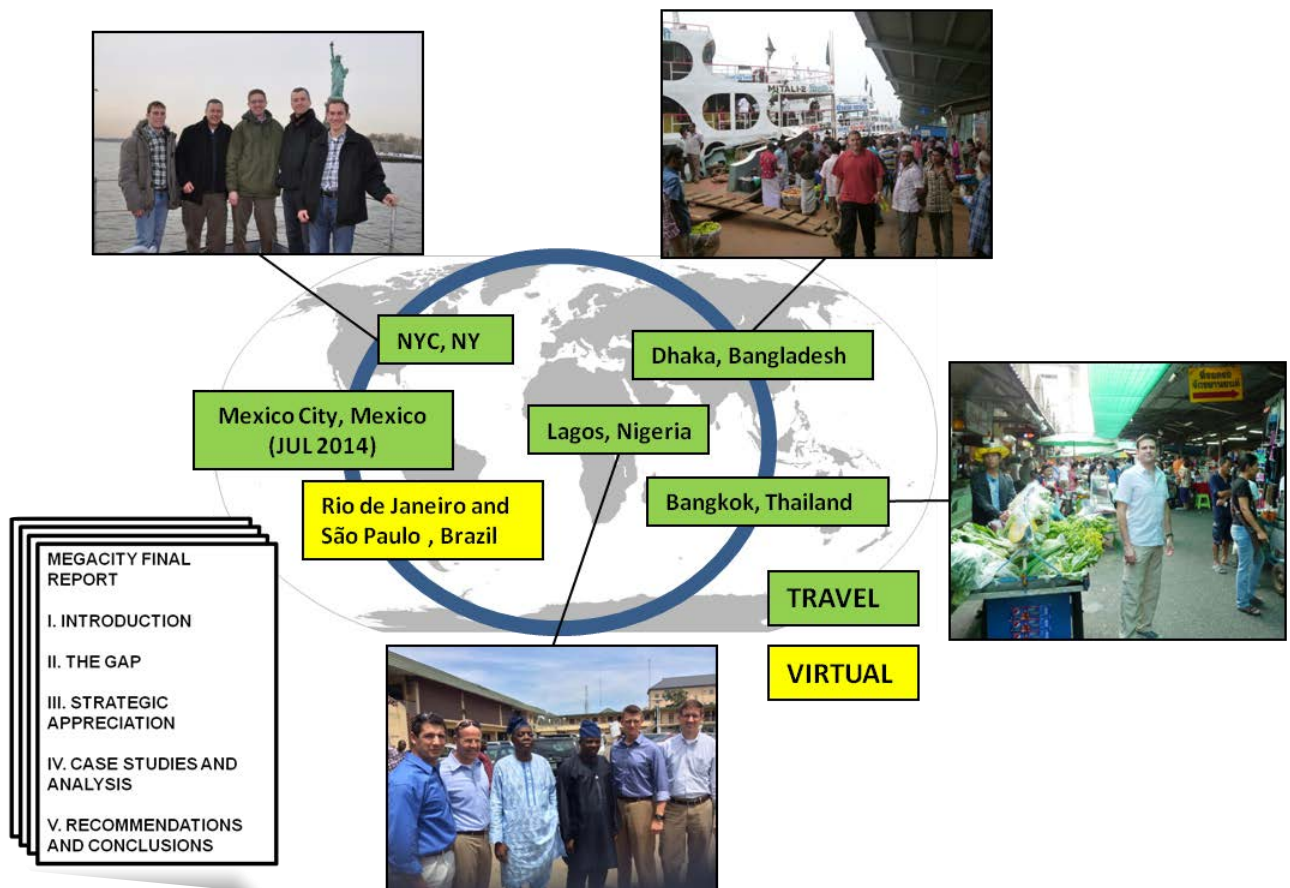 MITALI-2
NYC, NY
Dhaka, Bangladesh
Mexico City, Mexico
(JUL 2014)
Lagos, Nigeria
Rio de Janeiro and
São Paulo , Brazil
Bangkok, Thailand
TRAVEL
VIRTUAL
MEGACITY FINAL
REPORT
I. INTRODUCTION
II. THE GAP
III. STRATEGIC
APPRECIATION
IV. CASE STUDIES AND
ANALYSIS
V. RECOMMENDATIONS
AND CONCLUSIONS